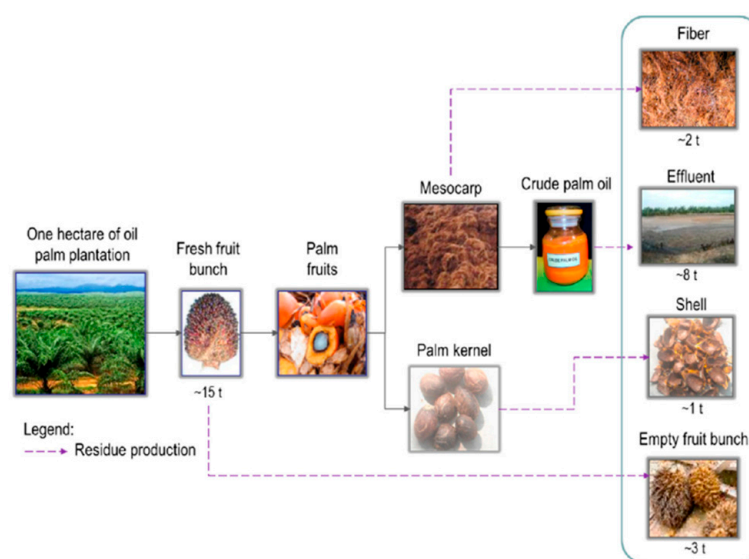 Fiber
~2 t
Mesocarp
Crude palm oil
Effluent
~8 t
One hectare of oil
palm plantation
Fresh fruit
bunch
Palm
fruits
~15 t
Shell
~1 t
Palm kernel
Legend:
Residue production
Empty fruit bunch
~3 t